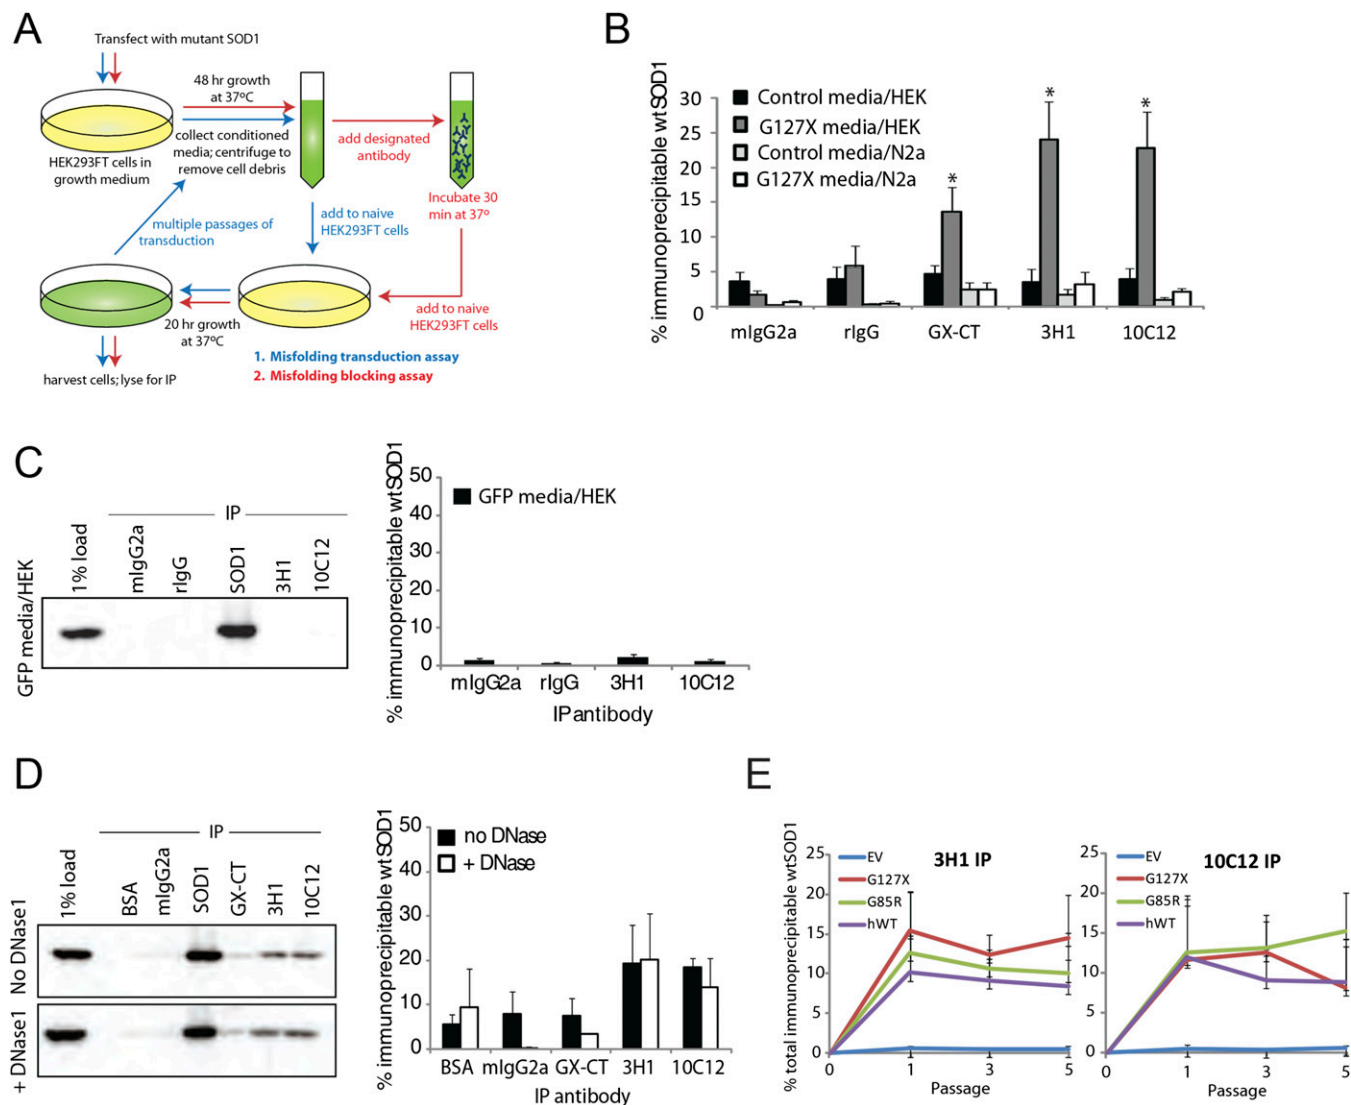 A
Transfect with mutant SOD1
48 hr growth
at 37ºC
HEK293FT cells in
growth medium
collect conditioned
media; centrifuge to
remove cell debris
add designated
antibody
Incubate 30
min at 37º
multiple passages of
transduction
add to naive
HEK293FT cells
add to naive
HEK293FT cells
20 hr growth
at 37ºC
harvest cells; lyse for IP
1. Misfolding transduction assay
2. Misfolding blocking assay
B
% immunoprecipitable wtSOD1
30
25
20
15
10
5
0
Control media/HEK
G127X media/HEK
Control media/N2a
G127X media/N2a
*
*
*
mIgG2a
rIgG
GX-CT
3H1
10C12
C
GFP media/HEK
IP
1% load
mIgG2a
rIgG
SOD1
3H1
10C12
% immunoprecipitable wtSOD1
50
40
30
20
10
0
GFP media/HEK
mIgG2a
rIgG
3H1
10C12
IP antibody
D
IP
1% load
BSA
mIgG2a
SOD1
GX-CT
3H1
10C12
No DNase1
+ DNase1
% immunoprecipitable wtSOD1
50
40
30
20
10
0
no DNase
+ DNase
BSA
mIgG2a
GX-CT
3H1
10C12
IP antibody
E
% total immunoprecipitable wtSOD1
3H1 IP
25
20
15
10
5
0
EV
G127X
G85R
hWT
0
1
3
5
Passage
10C12 IP
25
20
15
10
5
0
EV
G127X
G85R
hWT
0
1
3
5
Passage